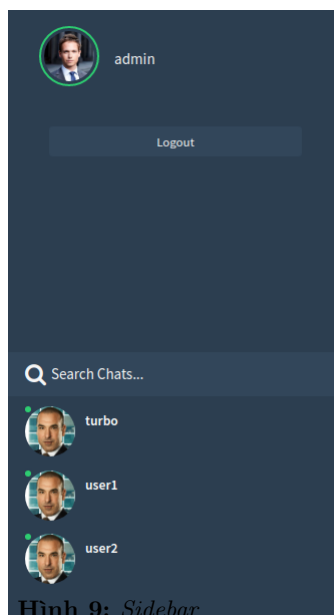 admin
Logout
Search Chats...
turbo
user1
user2
Hình 9: Sidebar